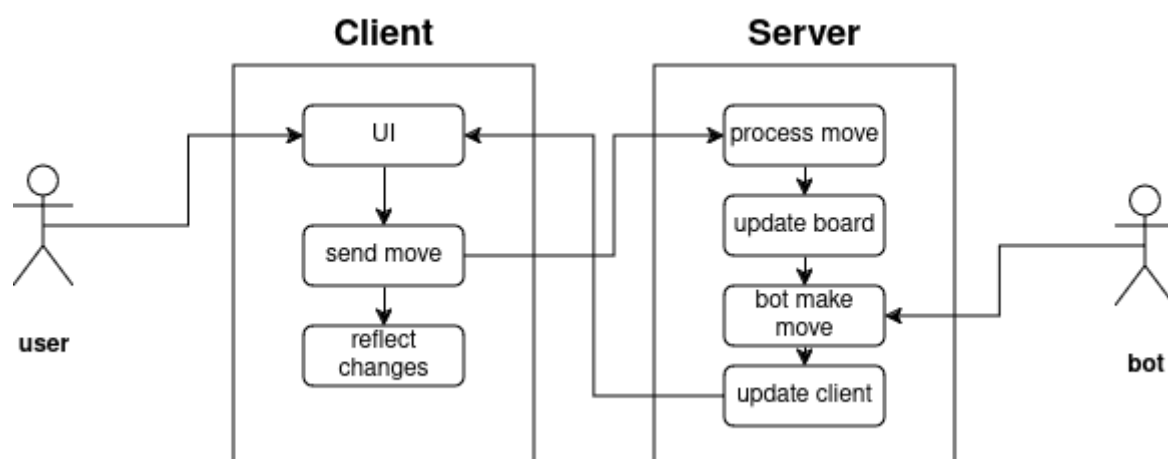 Client
Server
UI
process move
send move
update board
reflect
changes
bot make
move
update client
user
bot